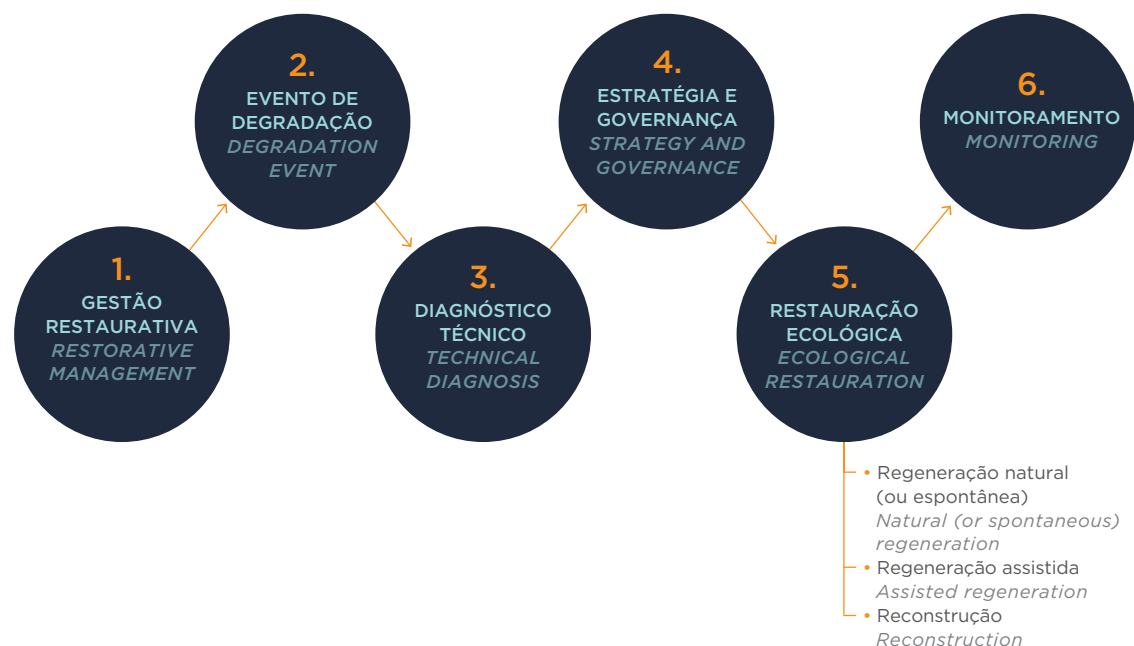 1.
GESTÃO
RESTAURATIVA
RESTORATIVE
MANAGEMENT
2.
EVENTO DE
DEGRADAÇÃO
DEGRADATION
EVENT
3.
DIAGNÓSTICO
TÉCNICO
TECHNICAL
DIAGNOSIS
4.
ESTRATÉGIA E
GOVERNANÇA
STRATEGY AND
GOVERNANCE
5.
RESTAURAÇÃO
ECOLÓGICA
ECOLOGICAL
RESTAURATION
• Regeneração natural
(ou espontânea)
Natural (or spontaneous)
regeneration
• Regeneração assistida
Assisted regeneration
• Reconstrução
Reconstruction
6.
MONITORAMENTO
MONITORING